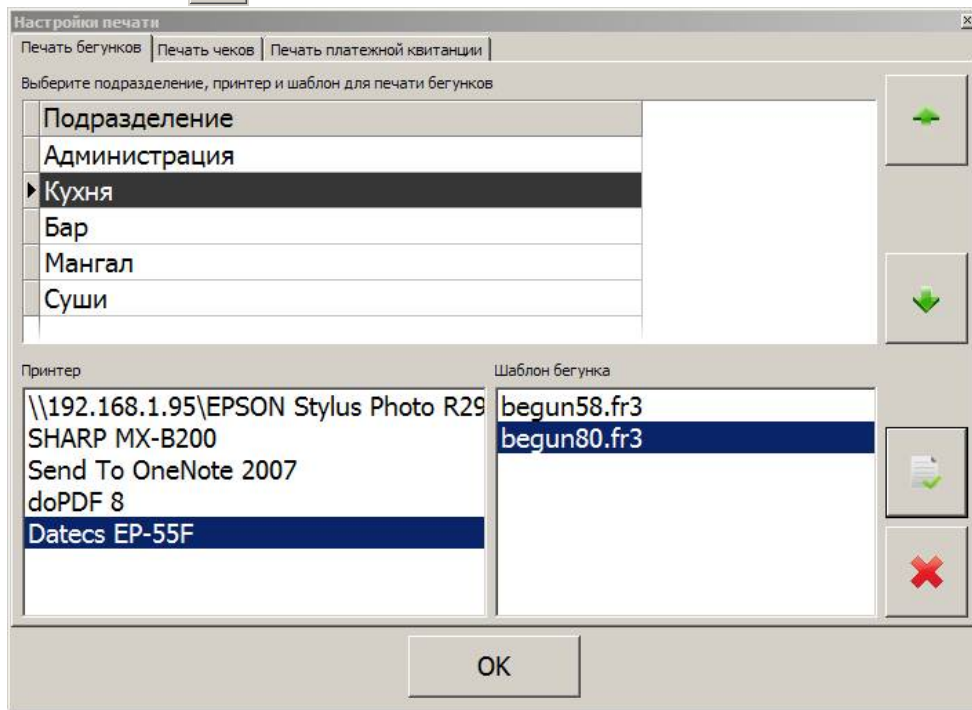 Настройки печати
Печать бегунков Печать чеков Печать платежной квитанции
Выберите подразделение, принтер и шаблон для печати бегунков
Подразделение
Администрация
Кухня
Бар
Мангал
Суши
Принтер
\\192.168.1.95\EPSON Stylus Photo R29
SHARP MX-B200
Send To OneNote 2007
doPDF 8
Datecs EP-55F
Шаблон бегунка
begun58.fr3
begun80.fr3
OK